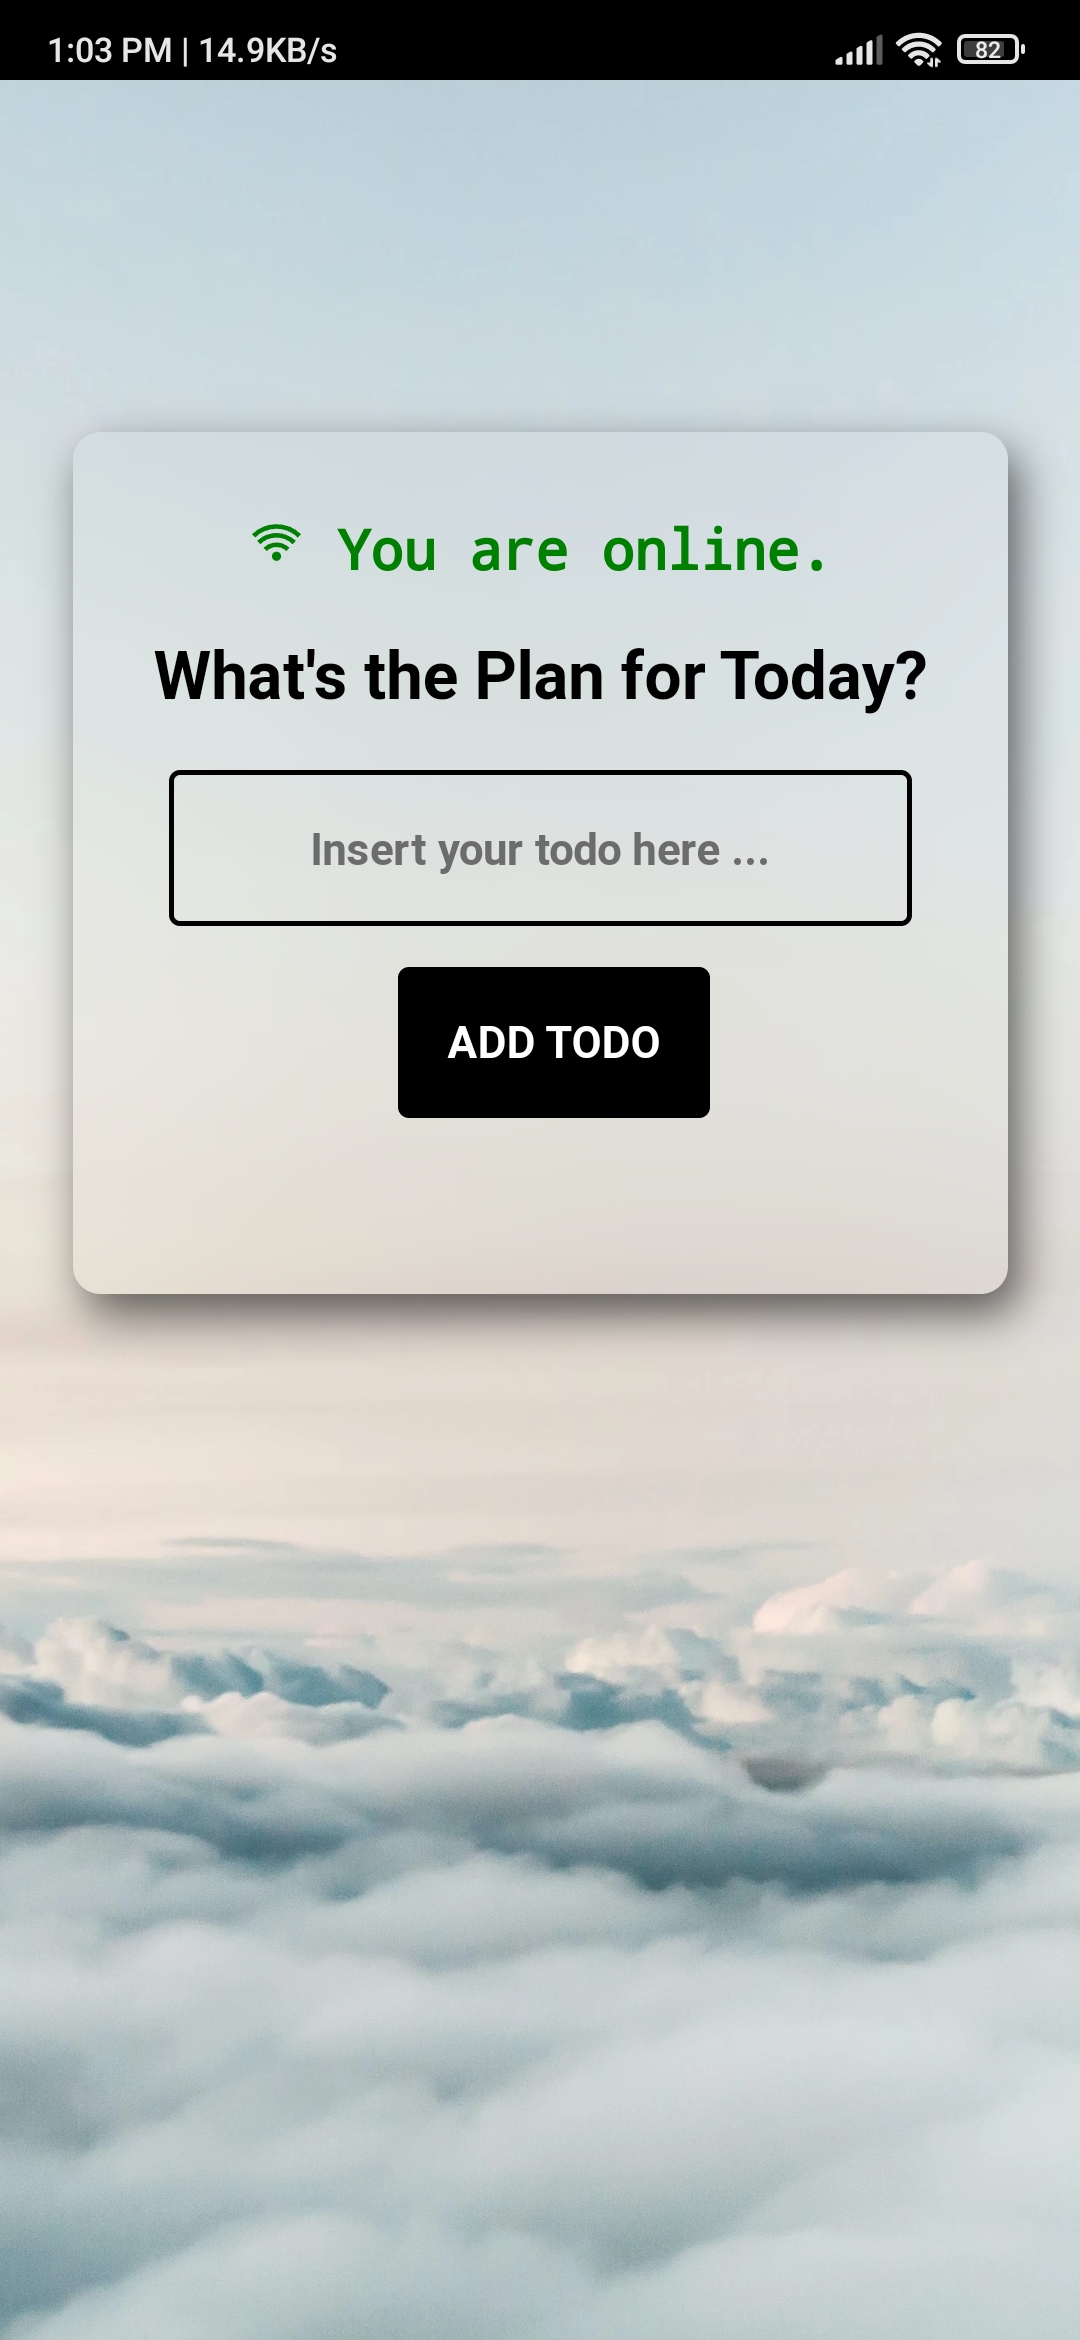 1:03 PM | 14.9KB/s 82
You are online.
What's the Plan for Today?
Insert your todo here ...
ADD TODO